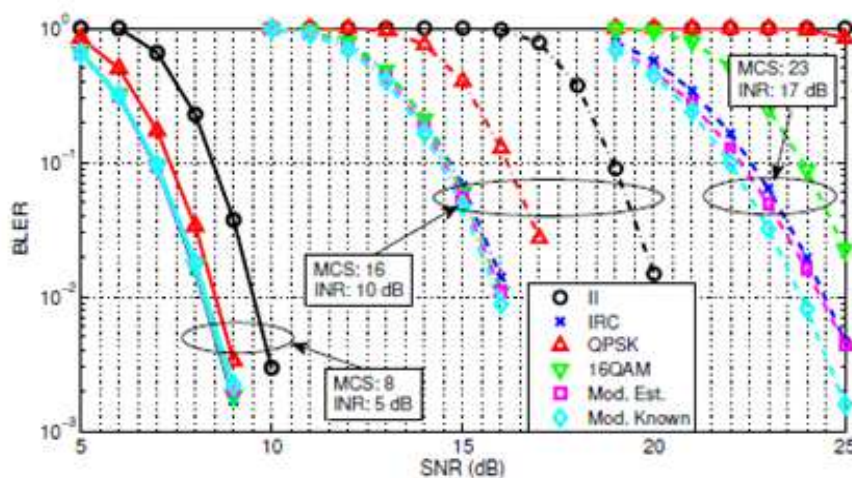 10^0
10^-1
10^-2
10^-3
BLER
5
10
15
20
25
SNR (dB)
MCS: 23
INR: 17 dB
MCS: 16
INR: 10 dB
MCS: 8
INR: 5 dB
II
IRC
QPSK
16QAM
Mod. Est.
Mod. Known